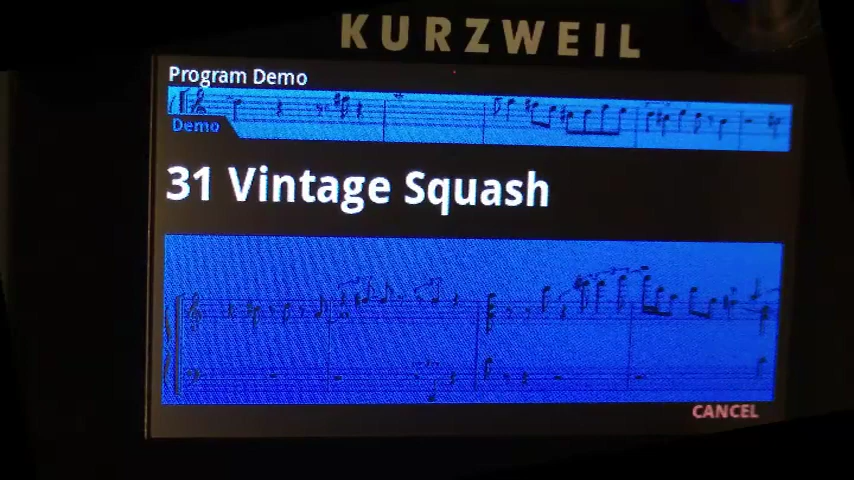 KURZWEIL
Program Demo
Demo
31 Vintage Squash
CANCEL